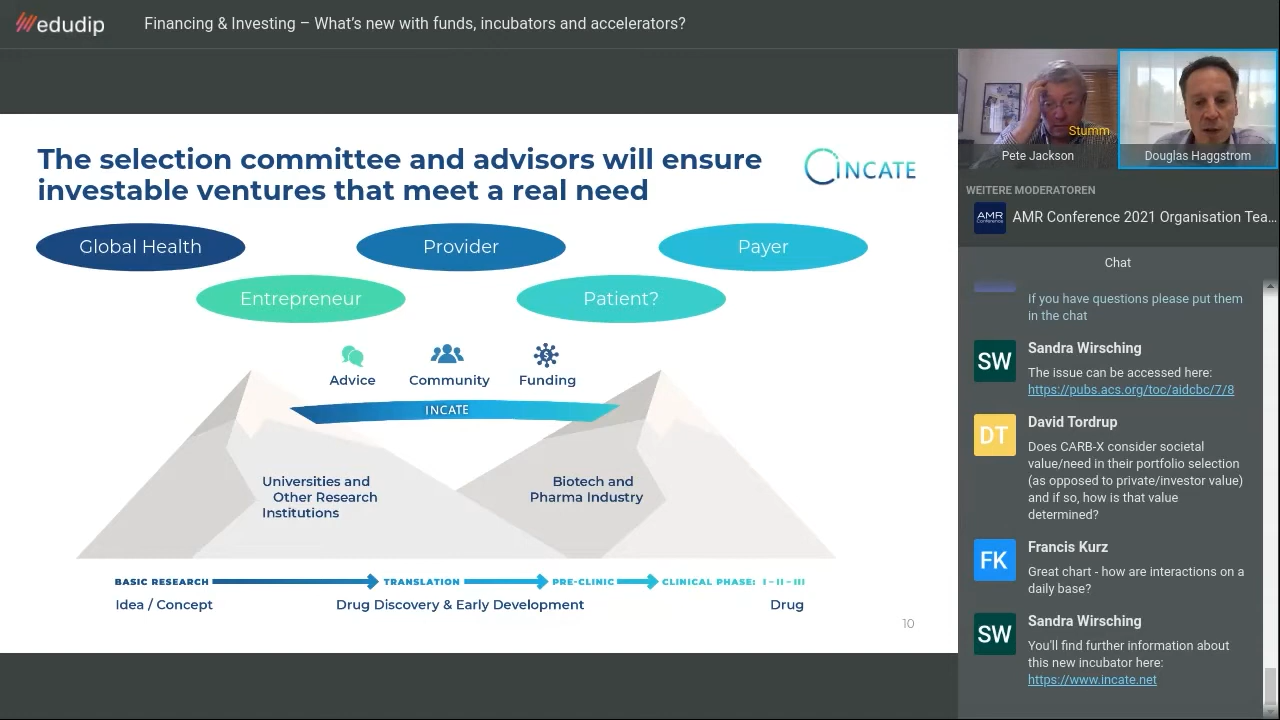 edudip
Financing & Investing – What's new with funds, incubators and accelerators?
The selection committee and advisors will ensure
investable ventures that meet a real need
INCATE
Global Health
Provider
Payer
Entrepreneur
Patient?
Advice
Community
Funding
INCATE
Universities and
Other Research
Institutions
Biotech and
Pharma Industry
BASIC RESEARCH
TRANSLATION
PRE-CLINIC
CLINICAL PHASE: I – II – III
Idea / Concept
Drug Discovery & Early Development
Drug
10
Stumm
Pete Jackson
Douglas Haggstrom
WEITERE MODERATOREN
AMR
Conference
AMR Conference 2021 Organisation Tea...
Chat
If you have questions please put them
in the chat
SW
Sandra Wirsching
The issue can be accessed here:
https://pubs.acs.org/toc/aidcbc/7/8
DT
David Tordrup
Does CARB-X consider societal
value/need in their portfolio selection
(as opposed to private/investor value)
and if so, how is that value
determined?
FK
Francis Kurz
Great chart - how are interactions on a
daily base?
SW
Sandra Wirsching
You'll find further information about
this new incubator here:
https://www.incate.net